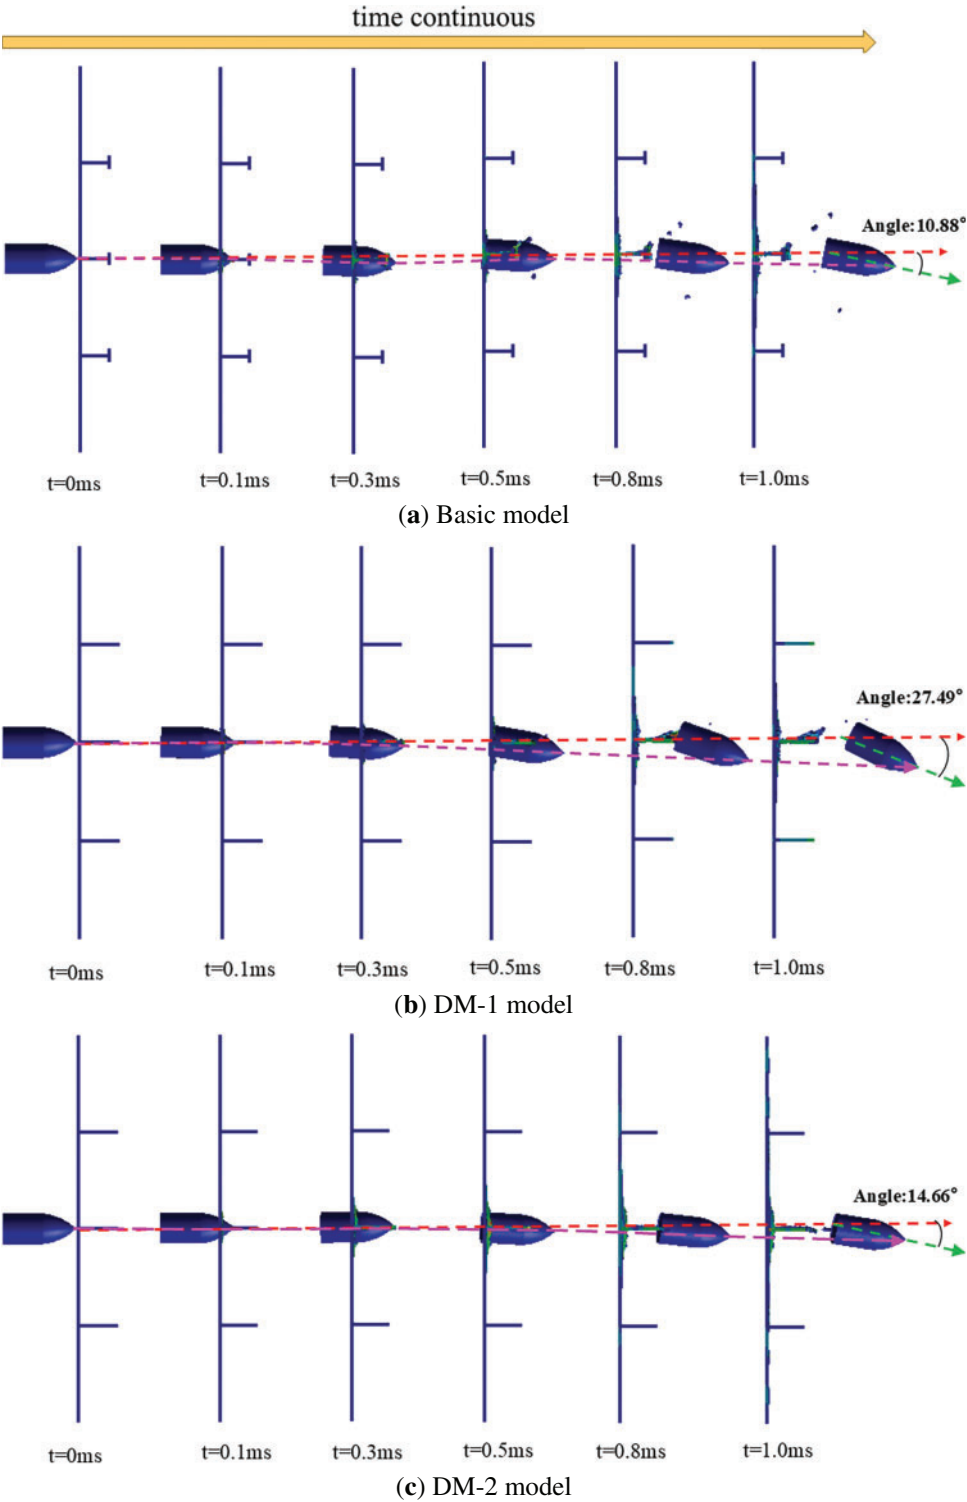 time continuous
Angle:10.88°
t=0ms t=0.1ms t=0.3ms t=0.5ms t=0.8ms t=1.0ms
(a) Basic model
Angle:27.49°
t=0ms t=0.1ms t=0.3ms t=0.5ms t=0.8ms t=1.0ms
(b) DM-1 model
Angle:14.66°
t=0ms t=0.1ms t=0.3ms t=0.5ms t=0.8ms t=1.0ms
(c) DM-2 model